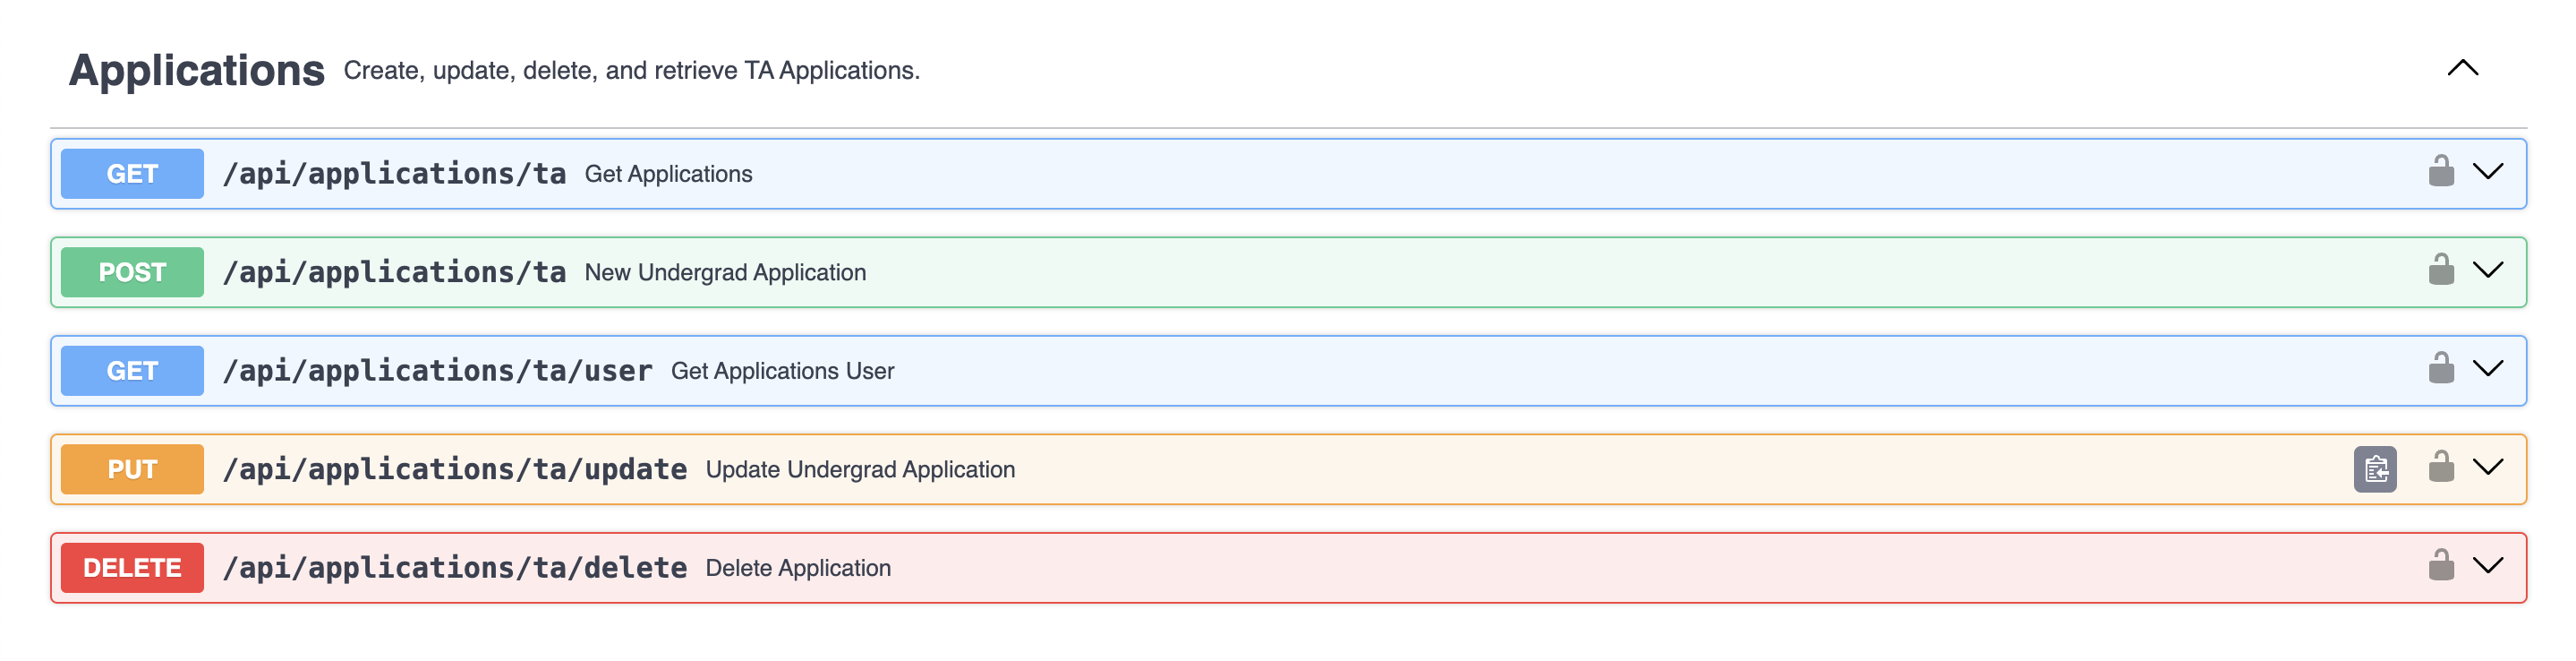 Applications Create, update, delete, and retrieve TA Applications.
GET /api/applications/ta Get Applications
POST /api/applications/ta New Undergrad Application
GET /api/applications/ta/user Get Applications User
PUT /api/applications/ta/update Update Undergrad Application
DELETE /api/applications/ta/delete Delete Application